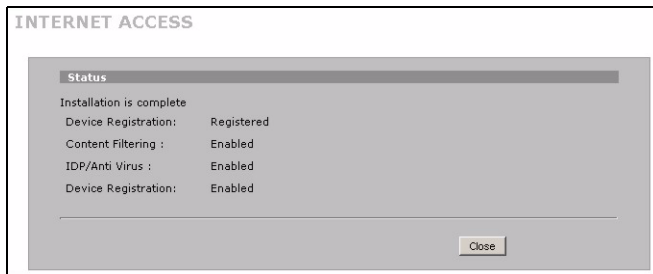 INTERNET ACCESS
Status
Installation is complete
Device Registration: Registered
Content Filtering : Enabled
IDP/Anti Virus : Enabled
Device Registration: Enabled
Close